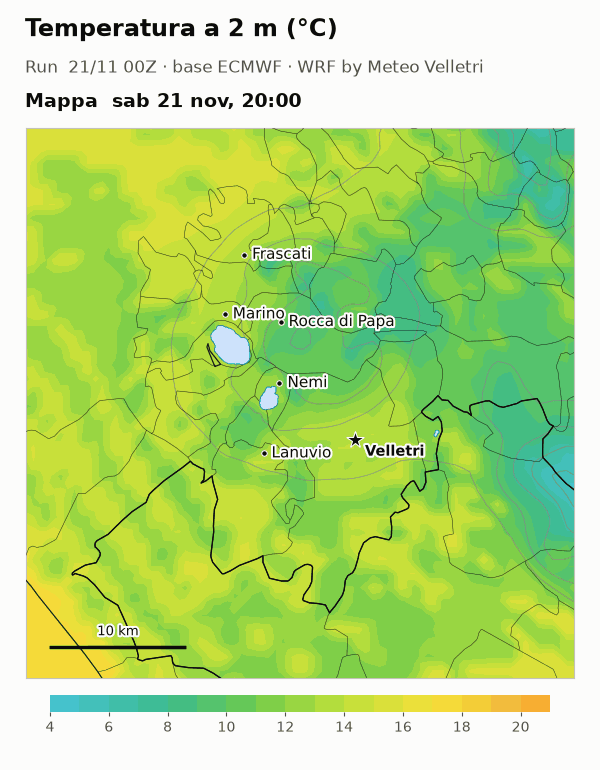 Temperatura a 2 m (°C)
Run  21/11 00Z · base ECMWF · WRF by Meteo Velletri
Mappa  sab 21 nov, 20:00
Frascati
Marino
Rocca di Papa
Nemi
Lanuvio
Velletri
10 km
4 6 8 10 12 14 16 18 20